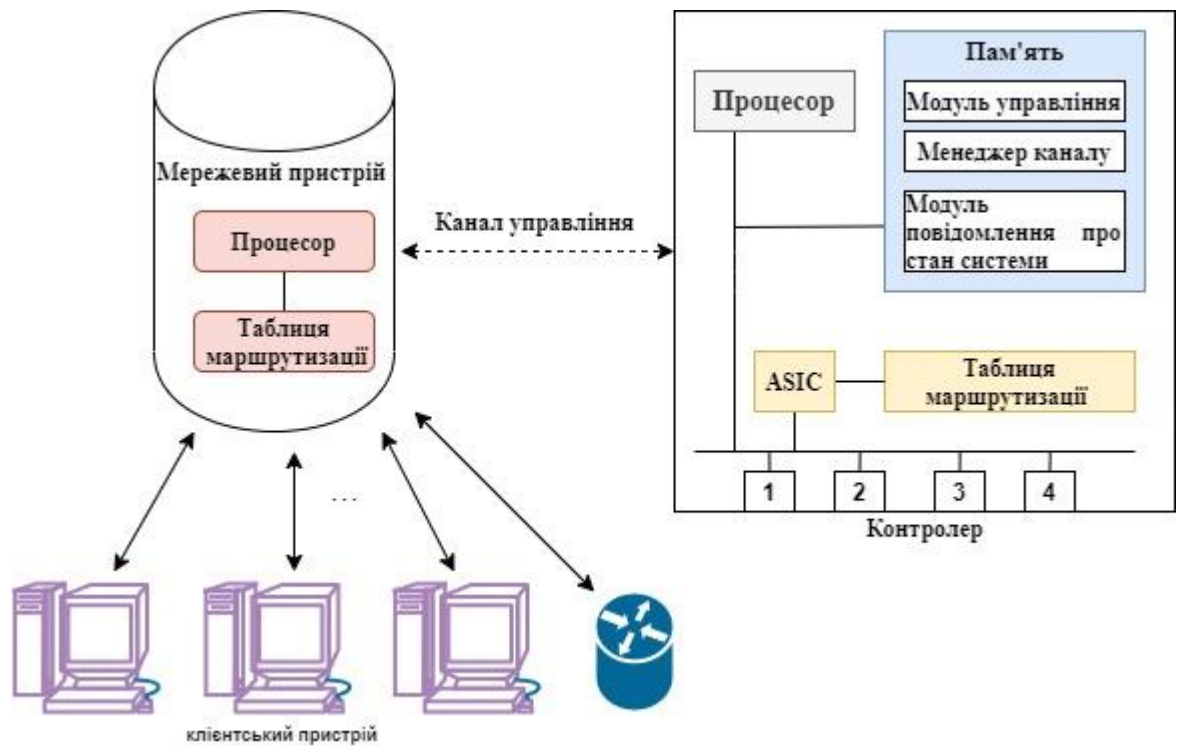 Мережевий пристрій
Процесор
Таблиця
маршрутизації
Канал управління
Процесор
Пам'ять
Модуль управління
Менеджер каналу
Модуль
повідомлення про
стан системи
ASIC
Таблиця
маршрутизації
1 2 3 4
Контролер
...
клієнтський пристрій